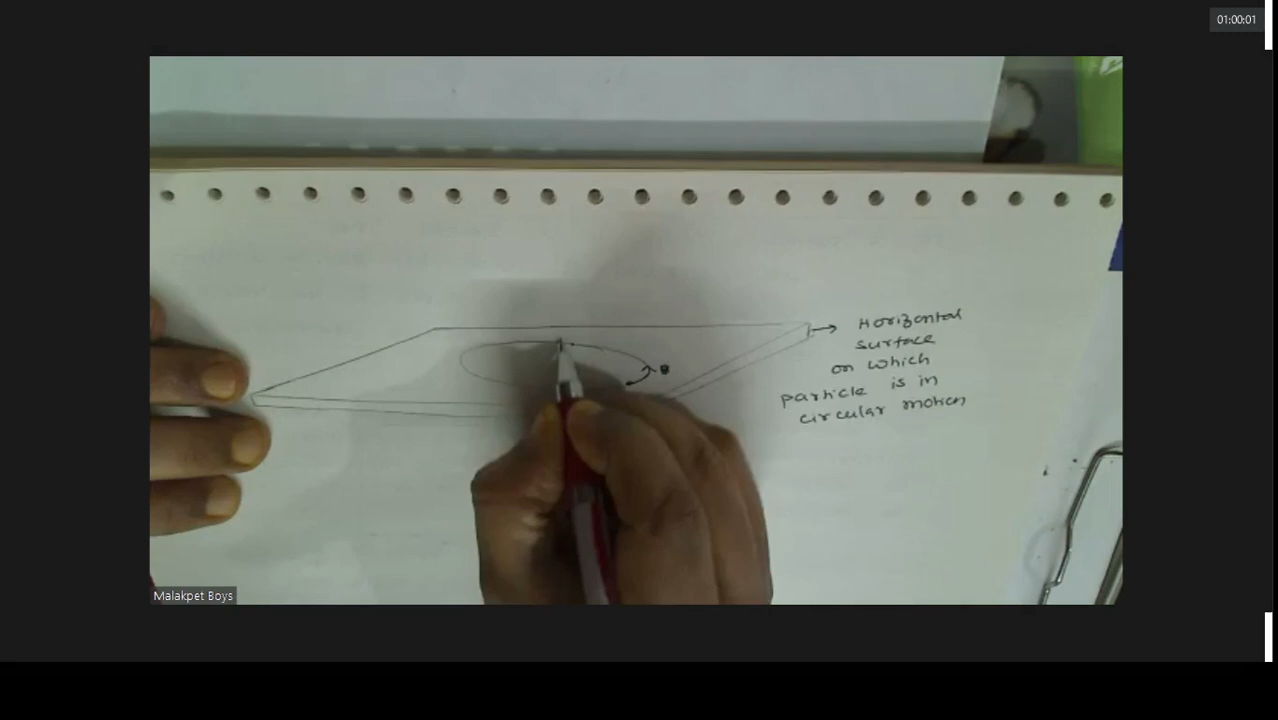 01:00:01
Horizontal
surface
on which
particle is in
circular motion
Malakpet Boys